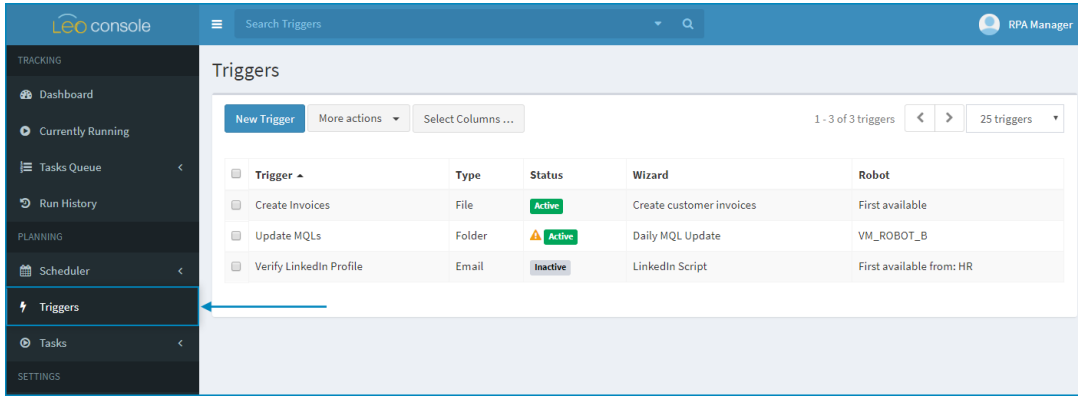 Leo console
Search Triggers
RPA Manager
TRACKING
Dashboard
Currently Running
Tasks Queue
Run History
PLANNING
Scheduler
Triggers
Tasks
SETTINGS
Triggers
New Trigger More actions Select Columns ... 1 - 3 of 3 triggers 25 triggers
Trigger Type Status Wizard Robot
Create Invoices File Active Create customer invoices First available
Update MQLs Folder Active Daily MQL Update VM_ROBOT_B
Verify LinkedIn Profile Email Inactive LinkedIn Script First available from: HR